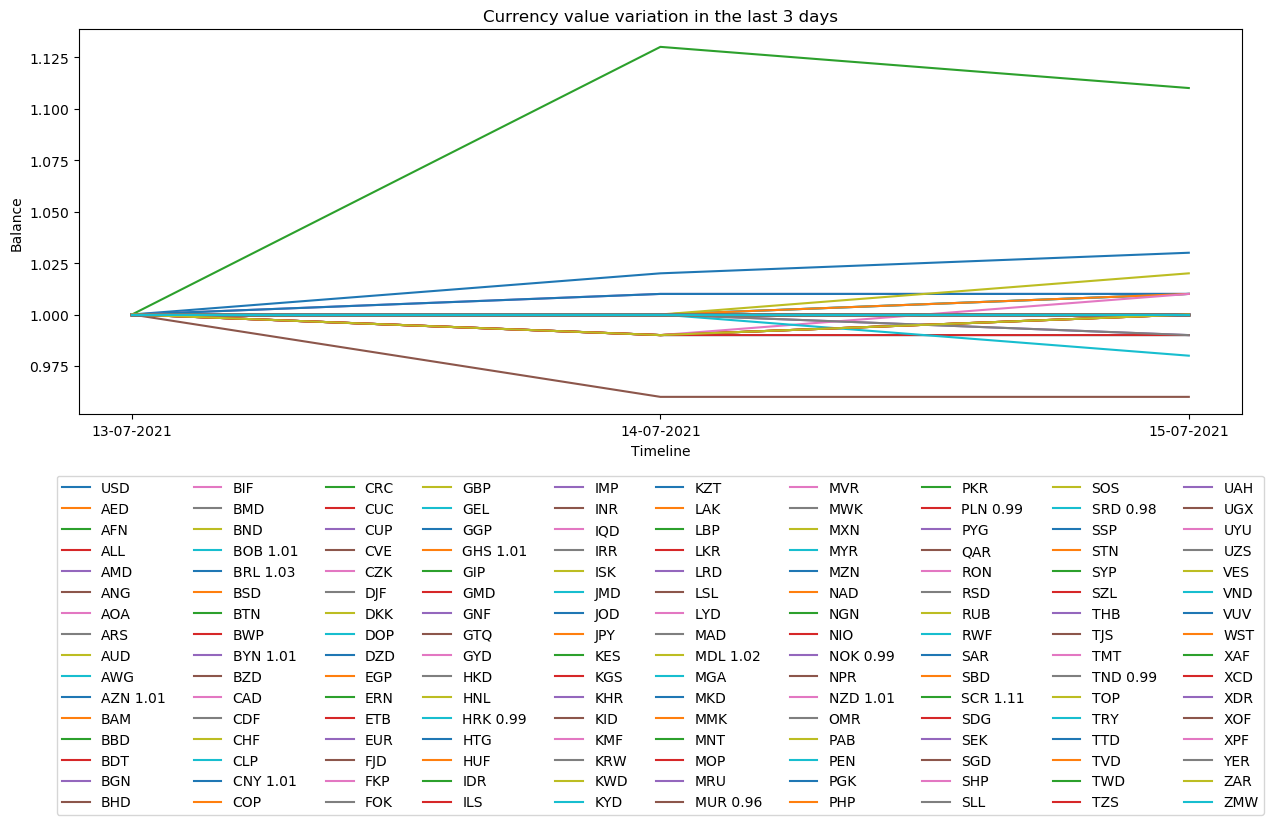 Currency value variation in the last 3 days
1.125
1.100
1.075
1.050
1.025
1.000
0.975
Balance
13-07-2021 14-07-2021 15-07-2021
Timeline
USD BIF CRC GBP IMP KZT MVR PKR SOS UAH
AED BMD CUC GEL INR LAK MWK PLN 0.99 SRD 0.98 UGX
AFN BND CUP GGP IQD LBP MXN PYG SSP UYU
ALL BOB 1.01 CVE GHS 1.01 IRR LKR MYR QAR STN UZS
AMD BRL 1.03 CZK GIP ISK LRD MZN RON SYP VES
ANG BSD DJF GMD JMD LSL NAD RSD SZL VND
AOA BTN DKK GNF JOD LYD NGN RUB THB VUV
ARS BWP DOP GTQ JPY MAD NIO RWF TJS WST
AUD BYN 1.01 DZD GYD KES MDL 1.02 NOK 0.99 SAR TMT XAF
AWG BZD EGP HKD KGS MGA NPR SBD TND 0.99 XCD
AZN 1.01 CAD ERN HNL KHR MKD NZD 1.01 SCR 1.11 TOP XDR
BAM CDF ETB HRK 0.99 KID MMK OMR SDG TRY XOF
BBD CHF EUR HTG KMF MNT PAB SEK TTD XPF
BDT CLP FJD HUF KRW MOP PEN SGD TVD YER
BGN CNY 1.01 FKP IDR KWD MRU PGK SHP TWD ZAR
BHD COP FOK ILS KYD MUR 0.96 PHP SLL TZS ZMW